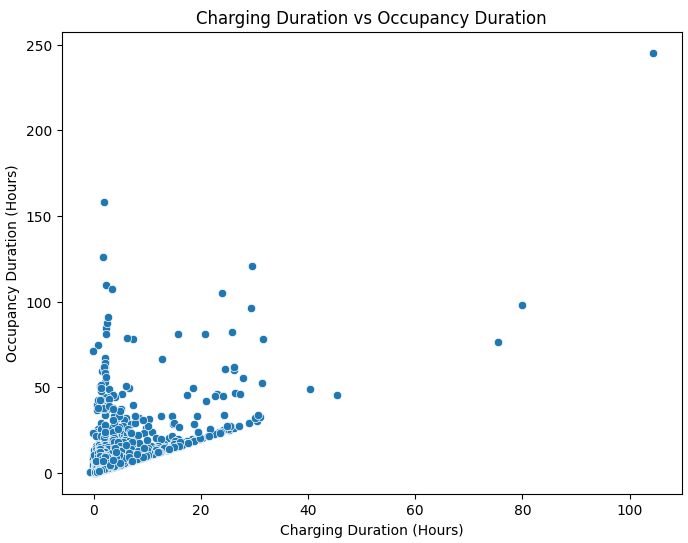 Charging Duration vs Occupancy Duration
250
200
150
100
50
0
Occupancy Duration (Hours)
0 20 40 60 80 100
Charging Duration (Hours)